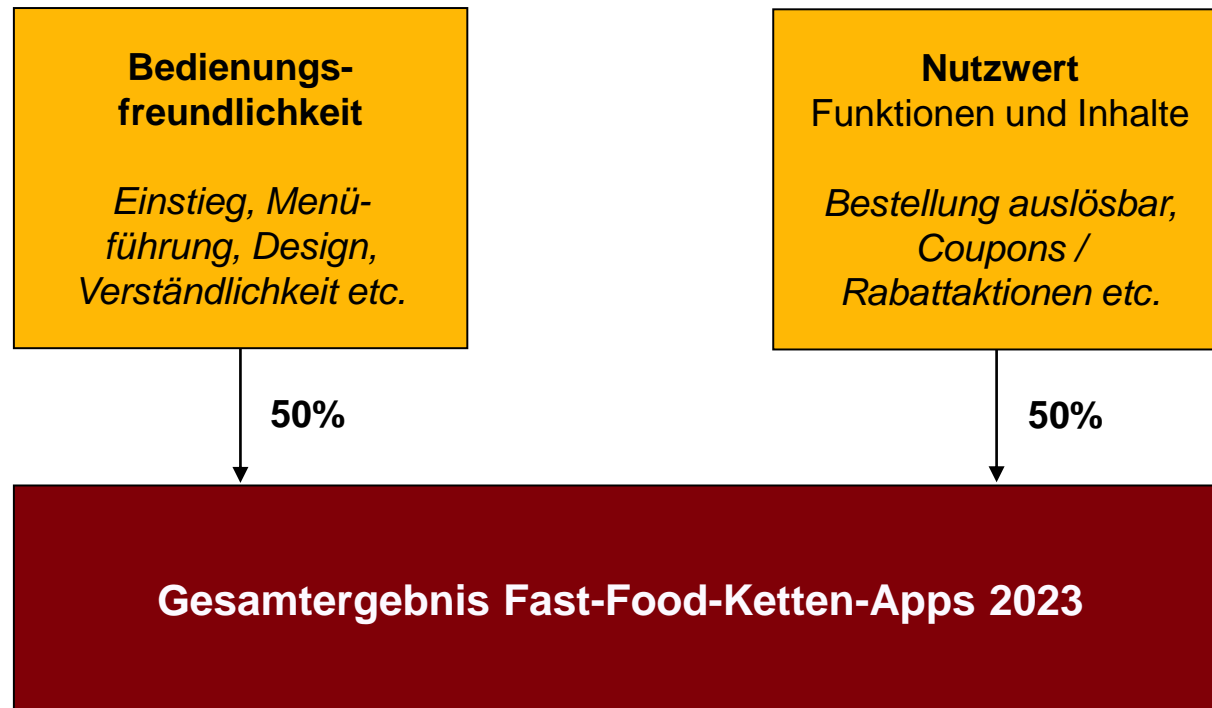 Bedienungs-
freundlichkeit
Einstieg, Menü-
führung, Design,
Verständlichkeit etc.
Nutzwert
Funktionen und Inhalte
Bestellung auslösbar,
Coupons /
Rabattaktionen etc.
50%
50%
Gesamtergebnis Fast-Food-Ketten-Apps 2023